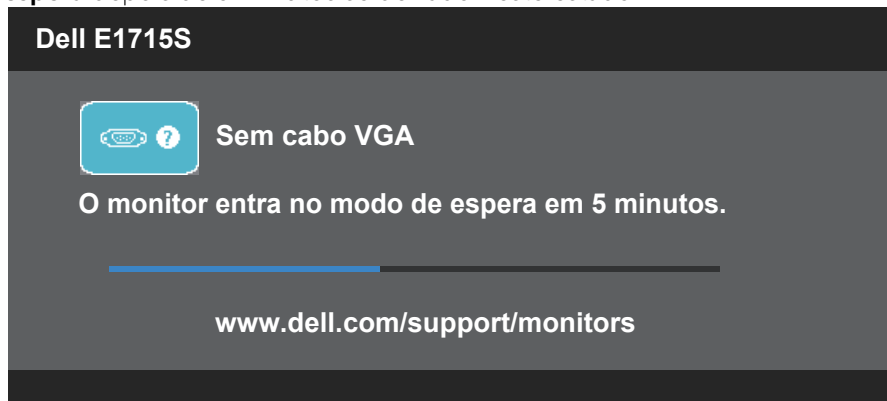 Dell E1715S
Sem cabo VGA
O monitor entra no modo de espera em 5 minutos.
www.dell.com/support/monitors